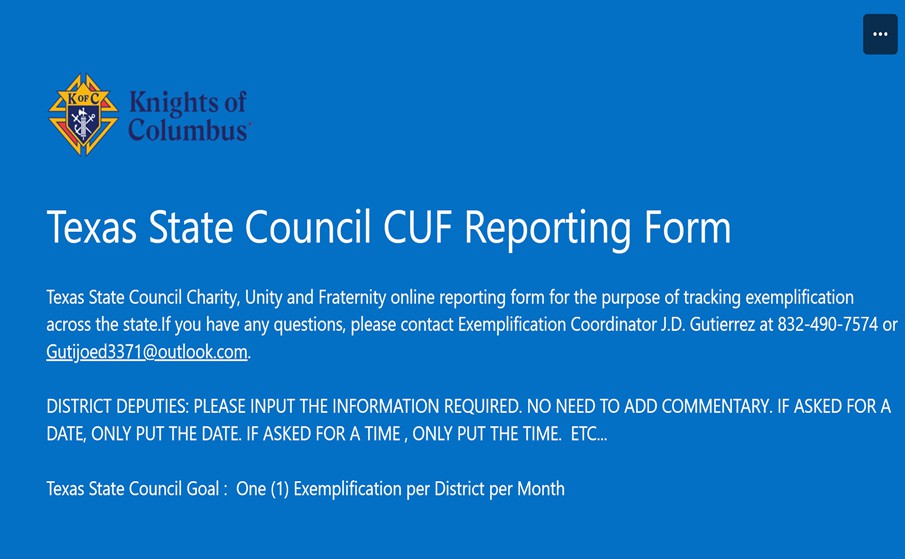 K OF C
Knights of
Columbus
Texas State Council CUF Reporting Form
Texas State Council Charity, Unity and Fraternity online reporting form for the purpose of tracking exemplification
across the state.If you have any questions, please contact Exemplification Coordinator J.D. Gutierrez at 832-490-7574 or
Gutijoed3371@outlook.com.
DISTRICT DEPUTIES: PLEASE INPUT THE INFORMATION REQUIRED. NO NEED TO ADD COMMENTARY. IF ASKED FOR A
DATE, ONLY PUT THE DATE. IF ASKED FOR A TIME , ONLY PUT THE TIME.  ETC...
Texas State Council Goal :  One (1) Exemplification per District per Month